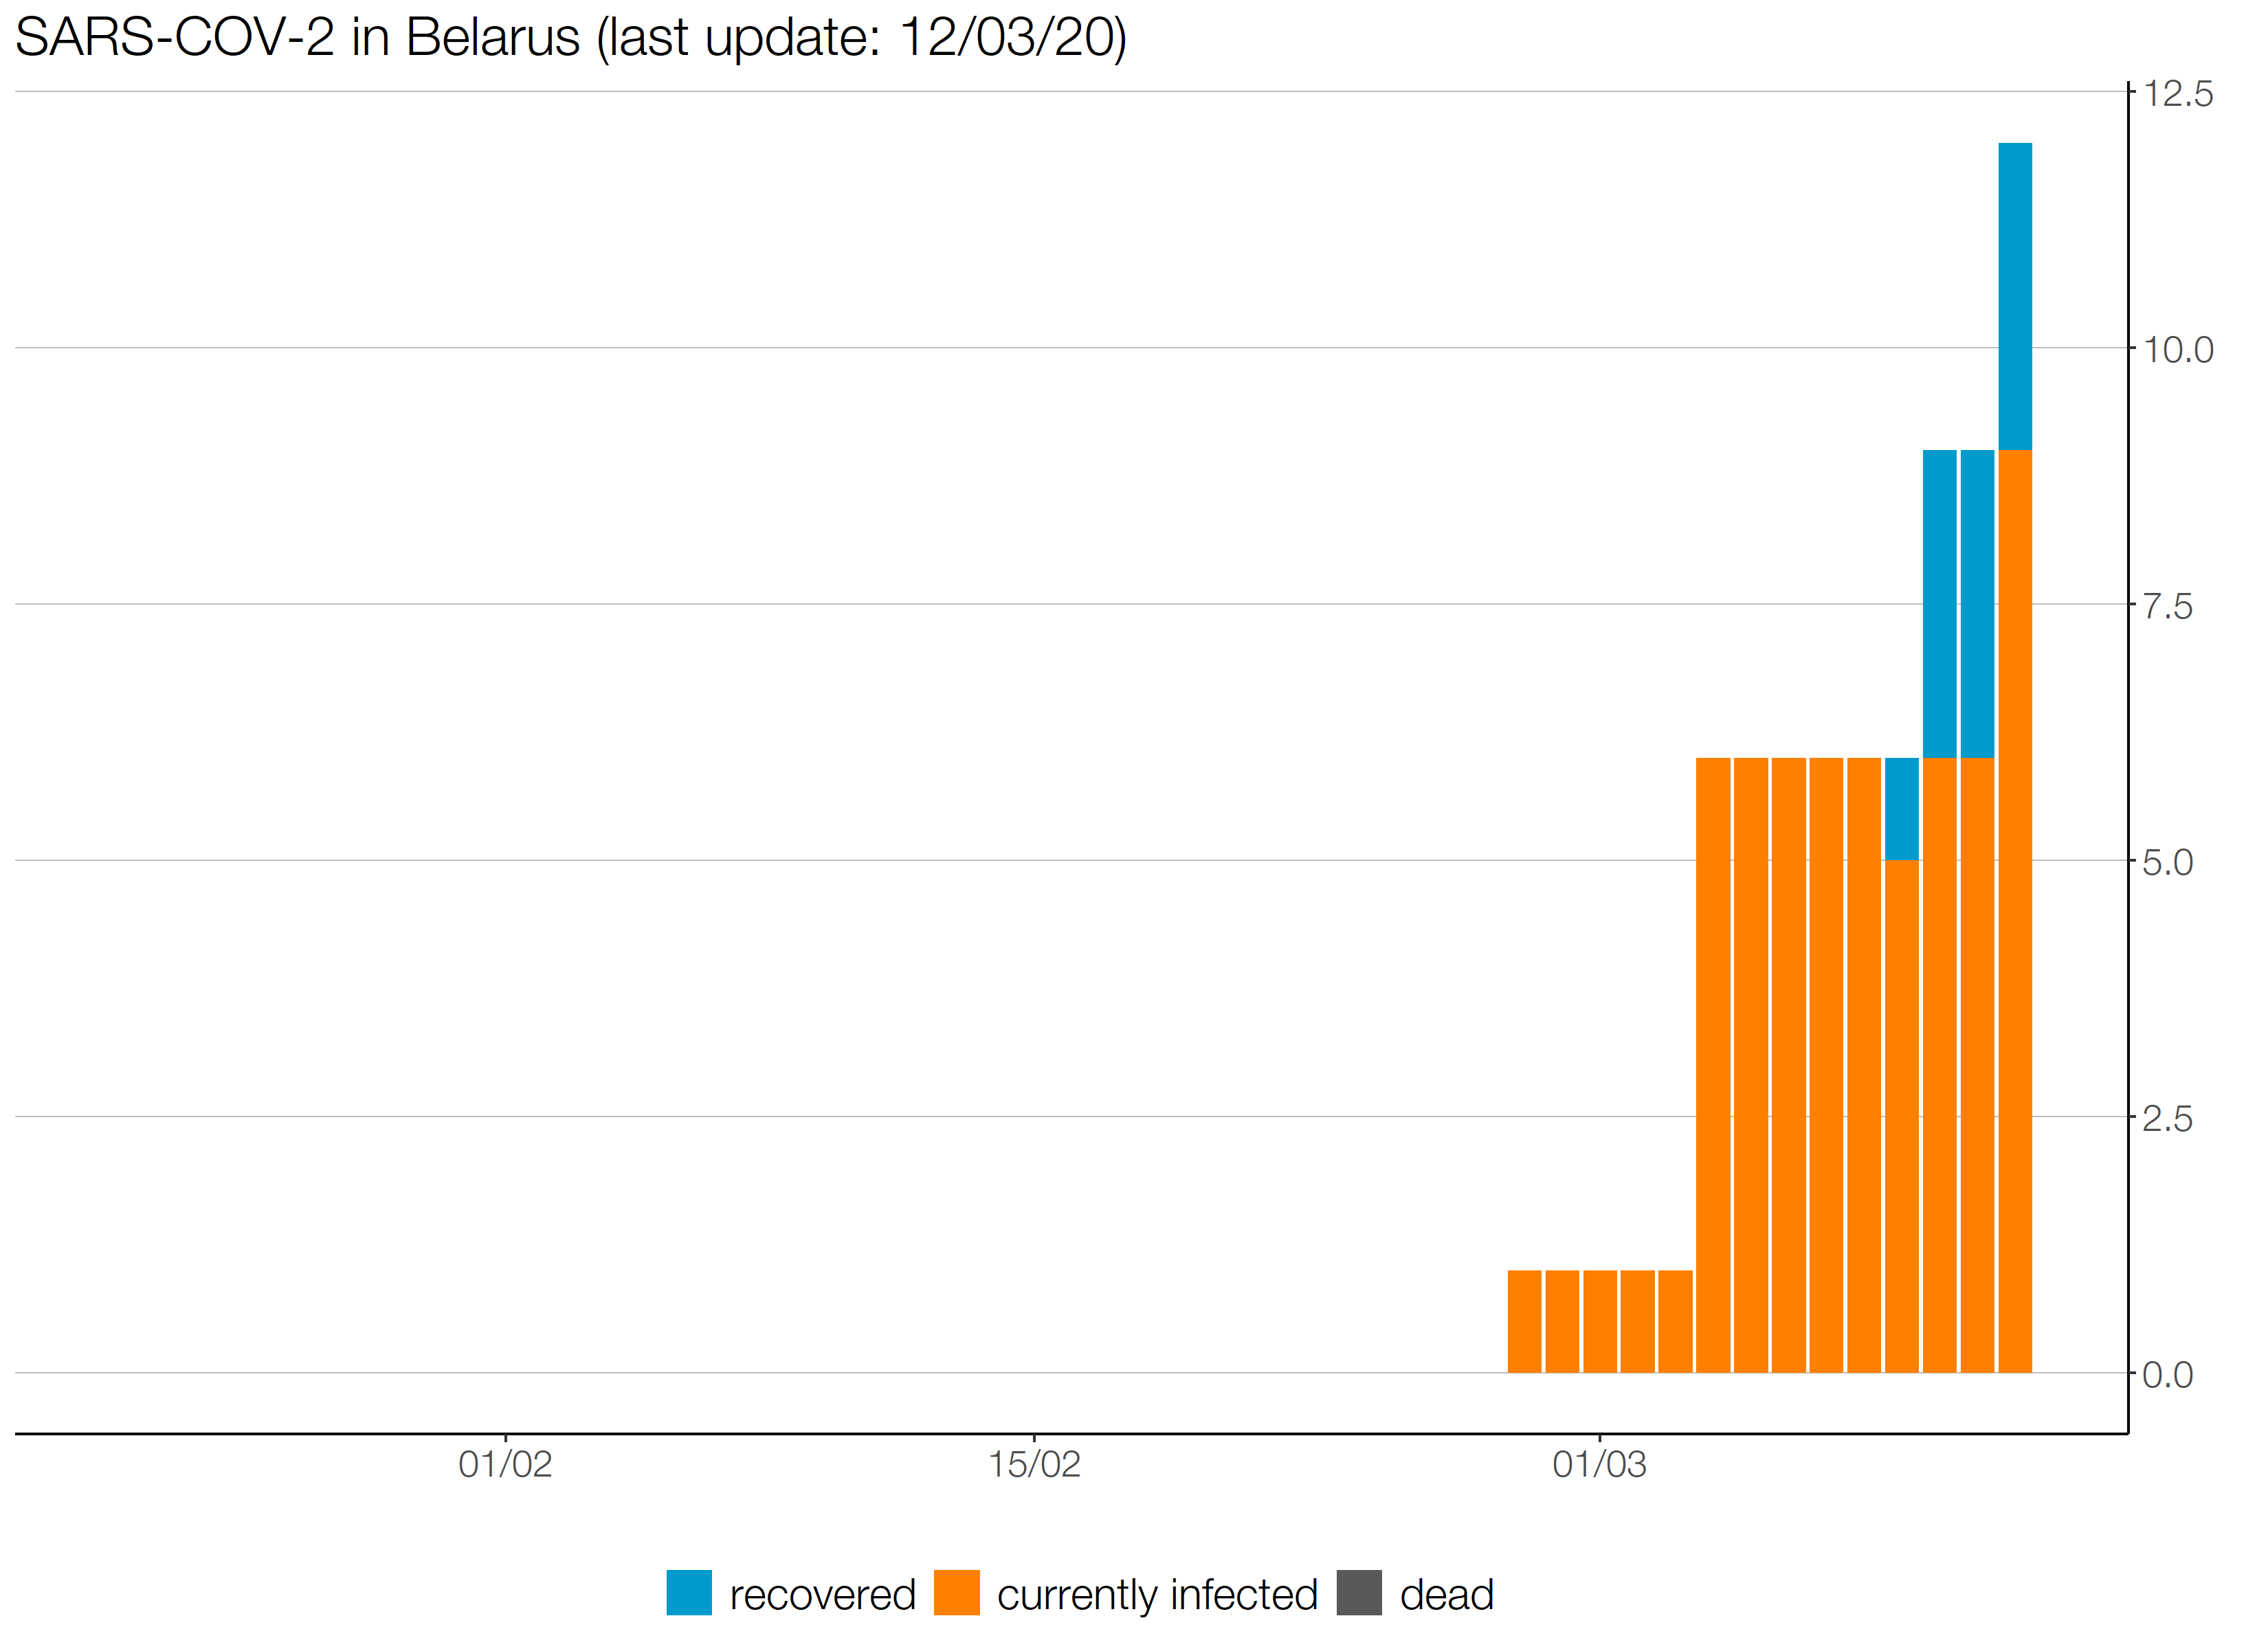 SARS-COV-2 in Belarus (last update: 12/03/20)
12.5
10.0
7.5
5.0
2.5
0.0
01/02 15/02 01/03
recovered currently infected dead